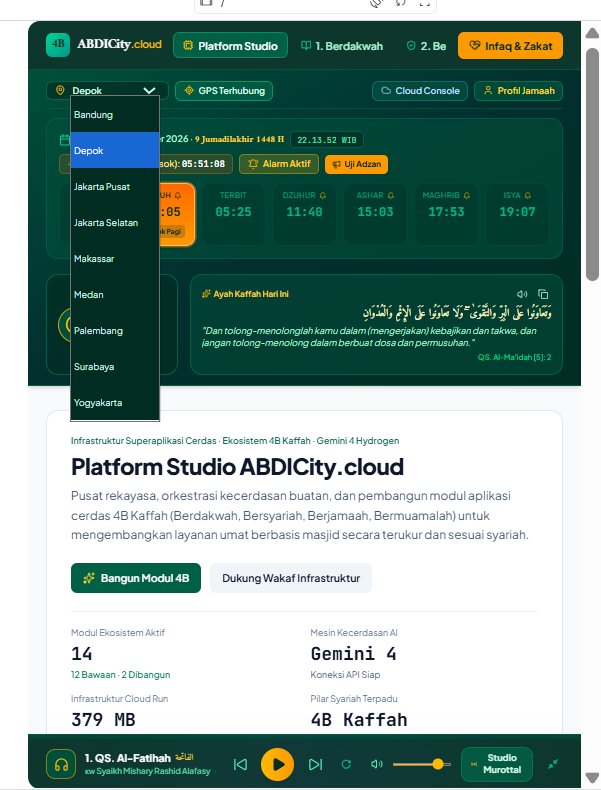 4B ABDICity.cloud Platform Studio 1. Berdakwah 2. Be Infaq & Zakat
Depok GPS Terhubung Cloud Console Profil Jamaah
Bandung
Depok
Jakarta Pusat
Jakarta Selatan
Makassar
Medan
Palembang
Surabaya
Yogyakarta
2026 · 9 Jumadilakhir 1448 H 22.13.52 WIB
05:51:08 Alarm Aktif Uji Adzan
TERBIT DZUHUR ASHAR MAGHRIB ISYA
:05 05:25 11:40 15:03 17:53 19:07
Pagi
Ayah Kaffah Hari Ini
وَتَعَاوَنُوا عَلَى الْبِرِّ وَالتَّقْوَىٰ ۖ وَلَا تَعَاوَنُوا عَلَى الْإِثْمِ وَالْعُدْوَانِ
"Dan tolong-menolonglah kamu dalam (mengerjakan) kebajikan dan takwa, dan
jangan tolong-menolong dalam berbuat dosa dan permusuhan."
QS. Al-Ma'idah [5]: 2
Infrastruktur Superaplikasi Cerdas · Ekosistem 4B Kaffah · Gemini 4 Hydrogen
Platform Studio ABDICity.cloud
Pusat rekayasa, orkestrasi kecerdasan buatan, dan pembangun modul aplikasi
cerdas 4B Kaffah (Berdakwah, Bersyariah, Berjamaah, Bermuamalah) untuk
mengembangkan layanan umat berbasis masjid secara terukur dan sesuai syariah.
Bangun Modul 4B Dukung Wakaf Infrastruktur
Modul Ekosistem Aktif
14
12 Bawaan · 2 Dibangun
Mesin Kecerdasan AI
Gemini 4
Koneksi API Siap
Infrastruktur Cloud Run
379 MB
Pilar Syariah Terpadu
4B Kaffah
1. QS. Al-Fatihah الفَاتِحَة
Syaikh Mishary Rashid Alafasy
Studio
Murottal